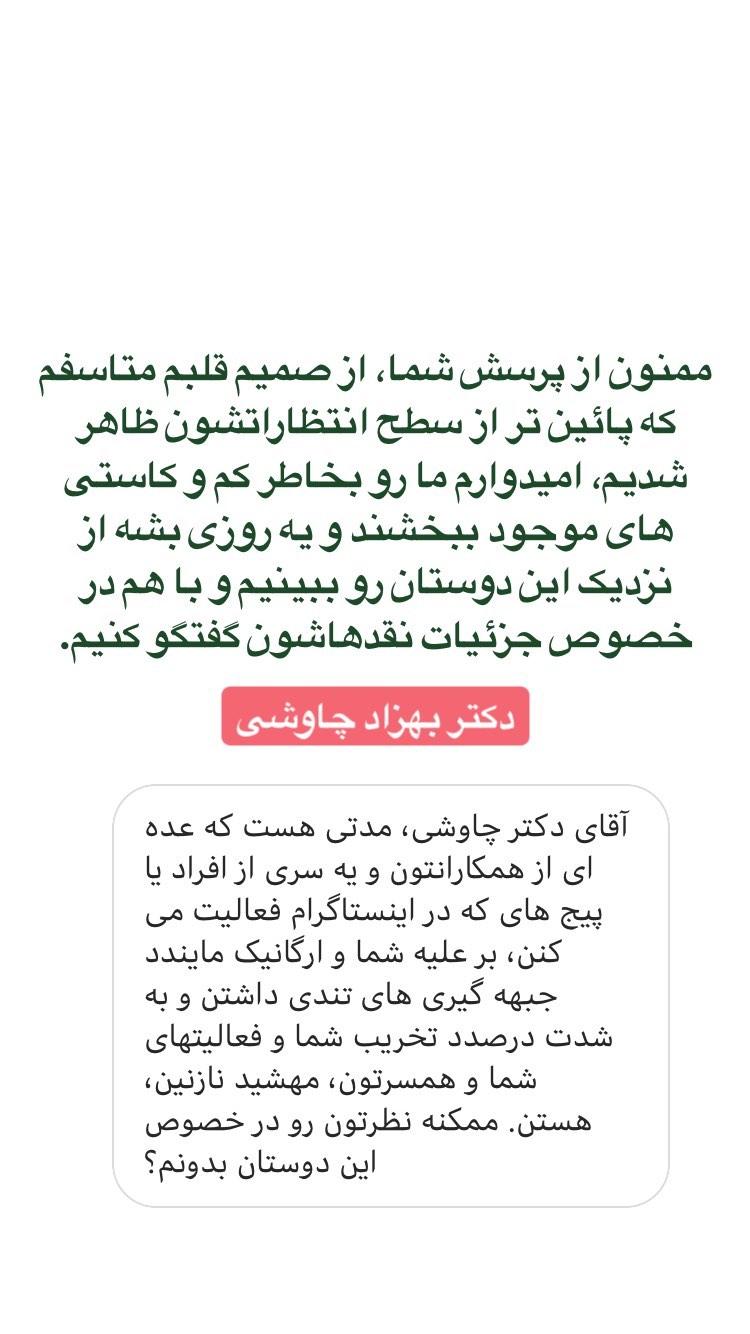 ممنون از پرسش شما، از صمیم قلبم متاسفم
که پائین تر از سطح انتظاراتشون ظاهر
شدیم، امیدوارم ما رو بخاطر کم و کاستی
های موجود ببخشند و یه روزی بشه از
نزدیک این دوستان رو ببینیم و با هم در
خصوص جزئیات نقدهاشون گفتگو کنیم.
دکتر بهزاد چاوشی
آقای دکتر چاوشی، مدتی هست که عده
ای از همکارانتون و یه سری از افراد یا
پیج های که در اینستاگرام فعالیت می
کنن، بر علیه شما و ارگانیک مایندد
جبهه گیری های تندی داشتن و به
شدت درصدد تخریب شما و فعالیتهای
شما و همسرتون، مهشید نازنین،
هستن. ممکنه نظرتون رو در خصوص
این دوستان بدونم؟